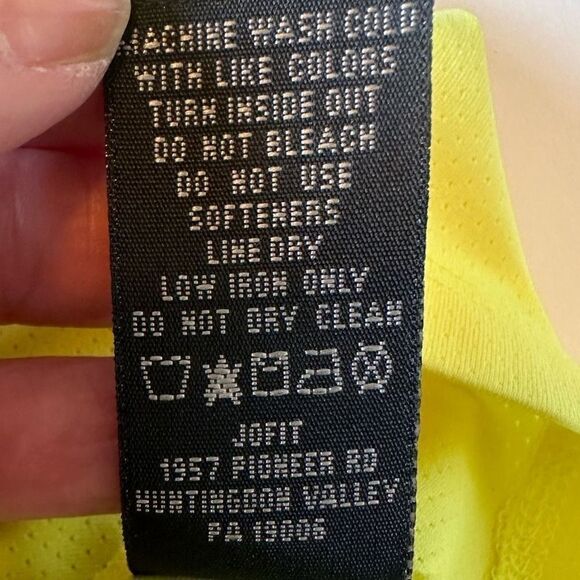 MACHINE WASH COLD
WITH LIKE COLORS
TURN INSIDE OUT
DO NOT BLEACH
DO NOT USE
SOFTENERS
LINE DRY
LOW IRON ONLY
DO NOT DRY CLEAN
JOFIT
1957 PIONEER RD
HUNTINGDON VALLEY
PA 19006